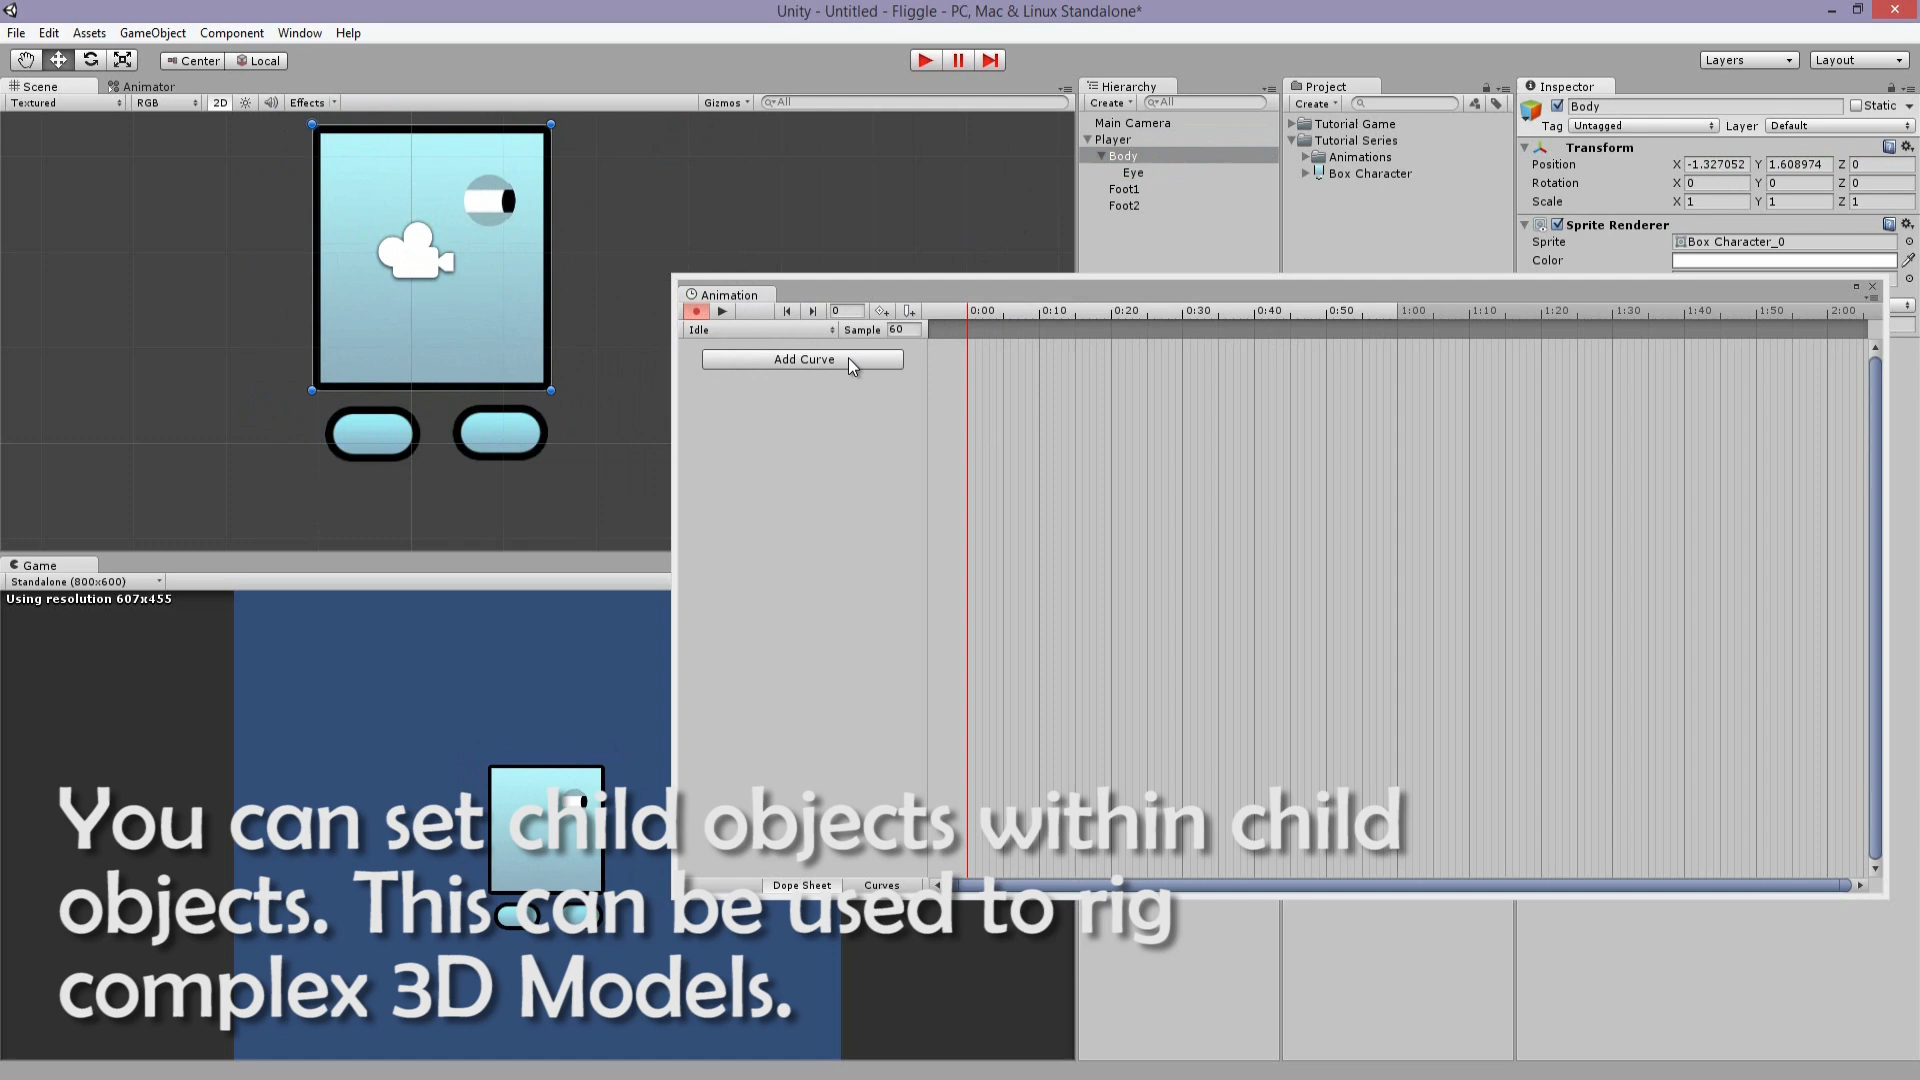 Unity - Untitled - Fliggle - PC, Mac & Linux Standalone*
File Edit Assets GameObject Component Window Help
Center Local
Layers Layout
Scene Animator
Textured RGB 2D Effects Gizmos All
Hierarchy
Create All
Main Camera
Player
Body
Eye
Foot1
Foot2
Project
Create
Tutorial Game
Tutorial Series
Animations
Box Character
Inspector
Body Static
Tag Untagged Layer Default
Transform
Position X -1.327052 Y 1.608974 Z 0
Rotation X 0 Y 0 Z 0
Scale X 1 Y 1 Z 1
Sprite Renderer
Sprite Box Character_0
Color
Animation
0 0:00 0:10 0:20 0:30 0:40 0:50 1:00 1:10 1:20 1:30 1:40 1:50 2:00
Idle Sample 60
Add Curve
Dope Sheet Curves
Game
Standalone (800x600)
Using resolution 607x455
You can set child objects within child
objects. This can be used to rig
complex 3D Models.